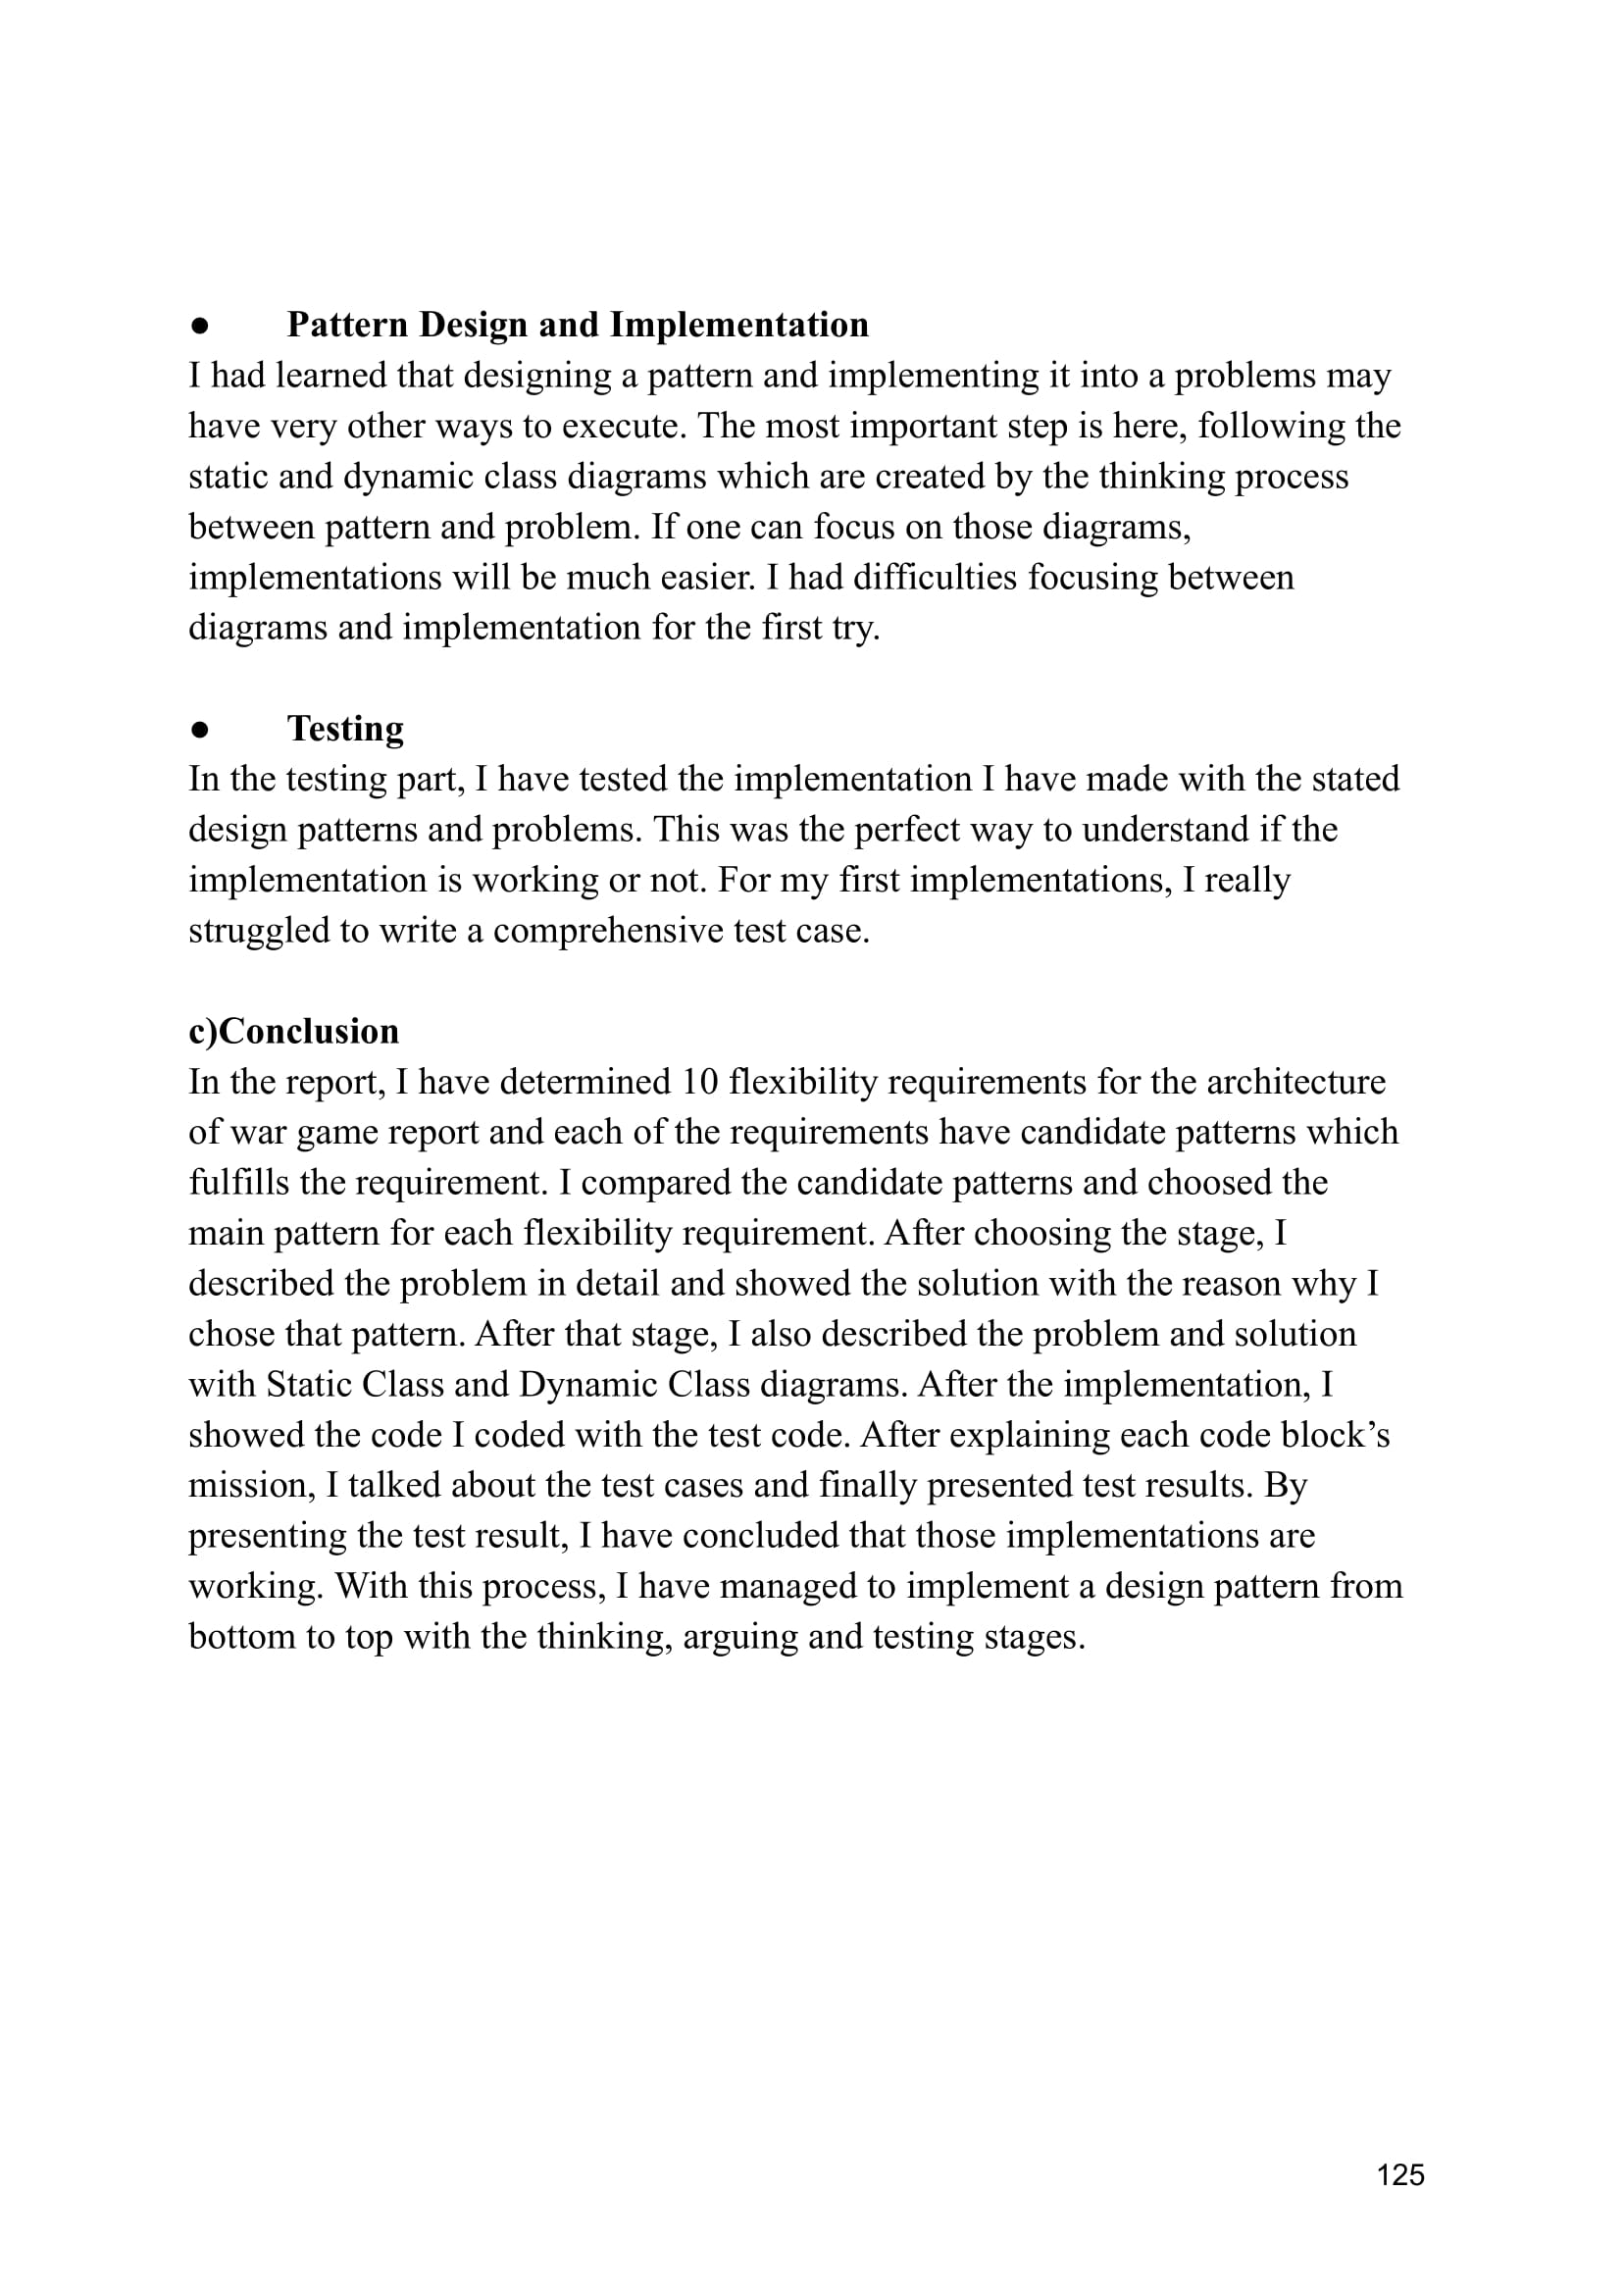 ● Pattern Design and Implementation
I had learned that designing a pattern and implementing it into a problems may
have very other ways to execute. The most important step is here, following the
static and dynamic class diagrams which are created by the thinking process
between pattern and problem. If one can focus on those diagrams,
implementations will be much easier. I had difficulties focusing between
diagrams and implementation for the first try.
● Testing
In the testing part, I have tested the implementation I have made with the stated
design patterns and problems. This was the perfect way to understand if the
implementation is working or not. For my first implementations, I really
struggled to write a comprehensive test case.
c)Conclusion
In the report, I have determined 10 flexibility requirements for the architecture
of war game report and each of the requirements have candidate patterns which
fulfills the requirement. I compared the candidate patterns and choosed the
main pattern for each flexibility requirement. After choosing the stage, I
described the problem in detail and showed the solution with the reason why I
chose that pattern. After that stage, I also described the problem and solution
with Static Class and Dynamic Class diagrams. After the implementation, I
showed the code I coded with the test code. After explaining each code block’s
mission, I talked about the test cases and finally presented test results. By
presenting the test result, I have concluded that those implementations are
working. With this process, I have managed to implement a design pattern from
bottom to top with the thinking, arguing and testing stages.
125